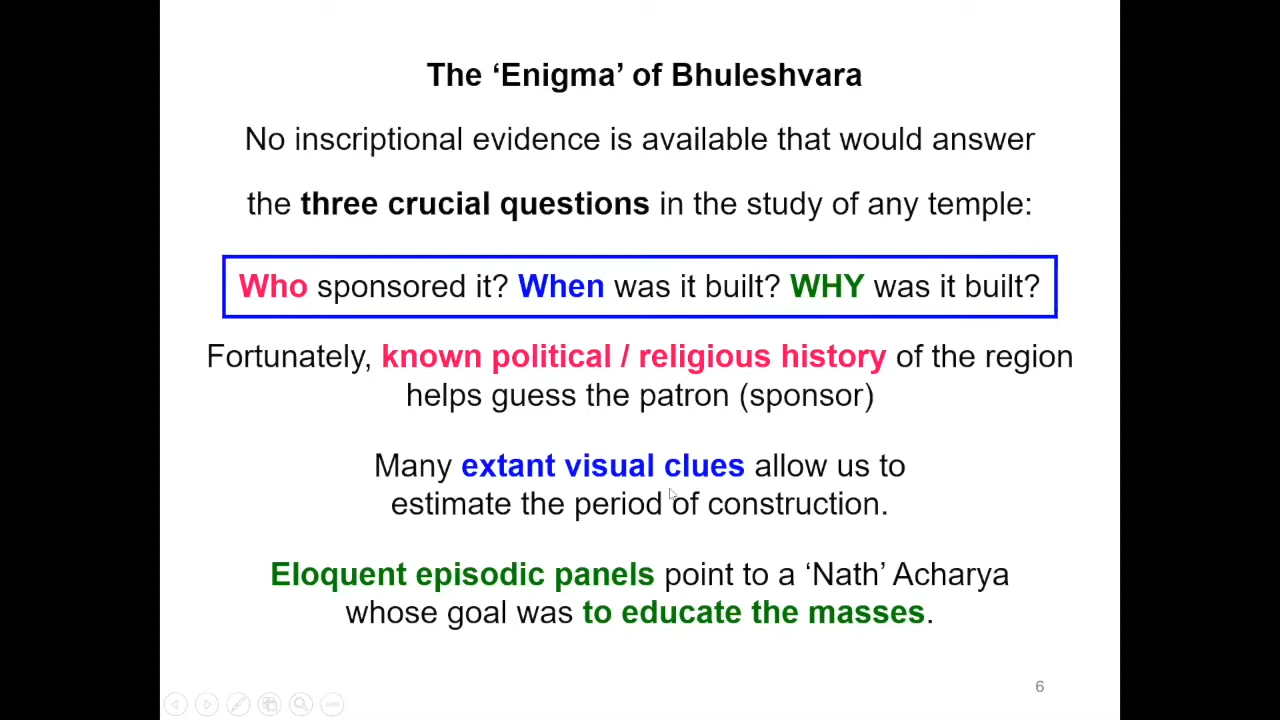 The ‘Enigma’ of Bhuleshvara
No inscriptional evidence is available that would answer
the three crucial questions in the study of any temple:
Who sponsored it? When was it built? WHY was it built?
Fortunately, known political / religious history of the region
helps guess the patron (sponsor)
Many extant visual clues allow us to
estimate the period of construction.
Eloquent episodic panels point to a ‘Nath’ Acharya
whose goal was to educate the masses.
6